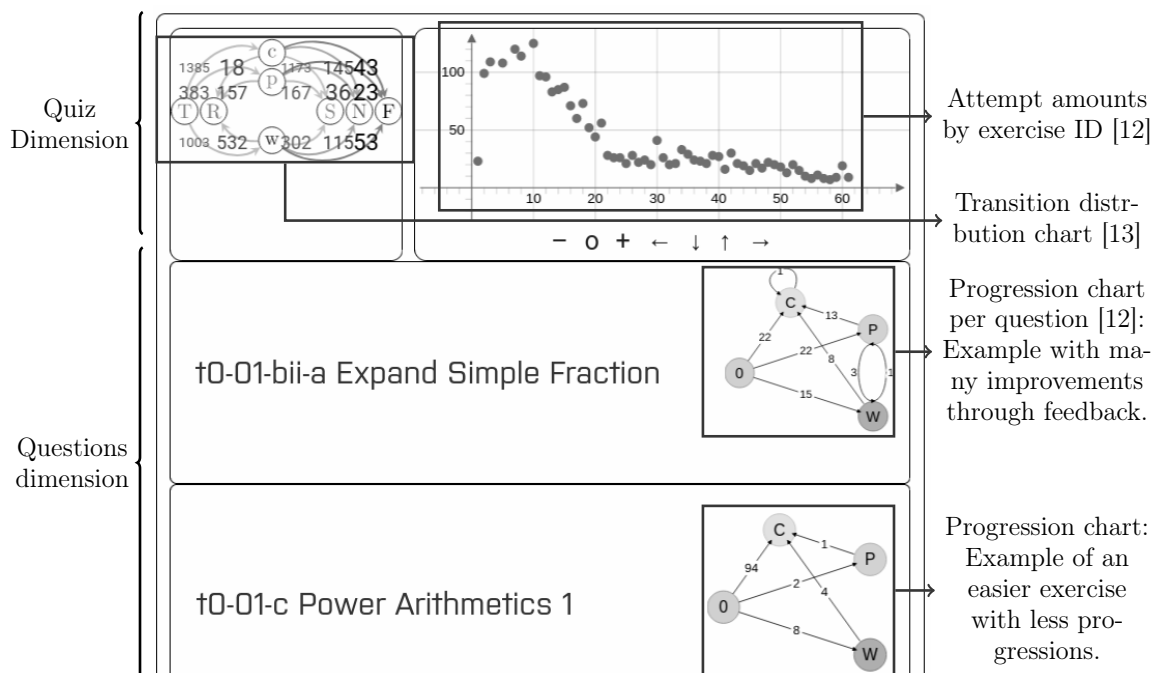 Quiz
Dimension
c
1385 18 1173 14543
p
383 157 167 3623
T R S N F
w
1003 532 302 11553
100
50
10 20 30 40 50 60
− o + ← ↓ ↑ →
Attempt amounts
by exercise ID [12]
Transition distr-
bution chart [13]
Questions
dimension
t0-01-bii-a Expand Simple Fraction
1
C
13
P
22
22
8
3
1
0
15
W
Progression chart
per question [12]:
Example with ma-
ny improvements
through feedback.
t0-01-c Power Arithmetics 1
C
1
P
94
2
4
0
8
W
Progression chart:
Example of an
easier exercise
with less pro-
gressions.